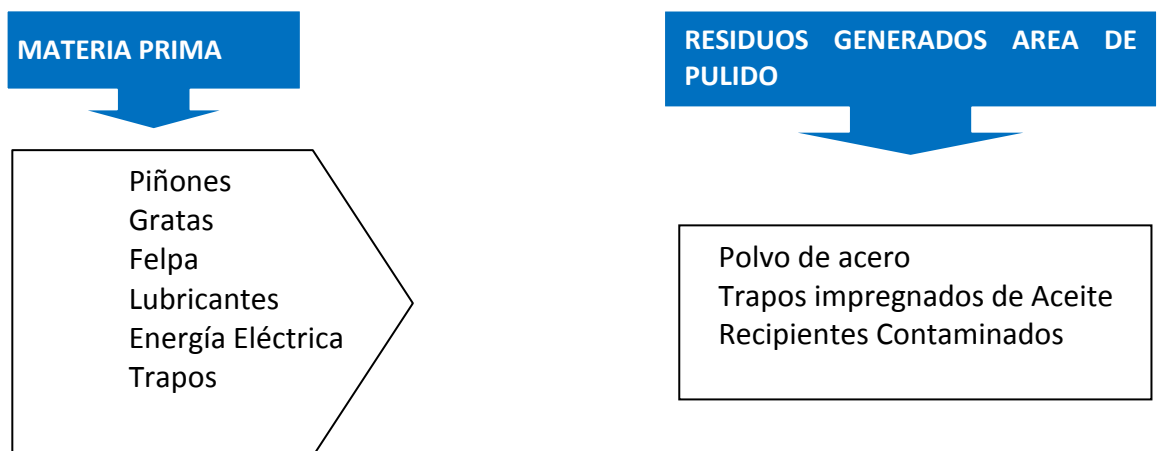 MATERIA PRIMA
Piñones
Gratas
Felpa
Lubricantes
Energía Eléctrica
Trapos
RESIDUOS GENERADOS AREA DE
PULIDO
Polvo de acero
Trapos impregnados de Aceite
Recipientes Contaminados